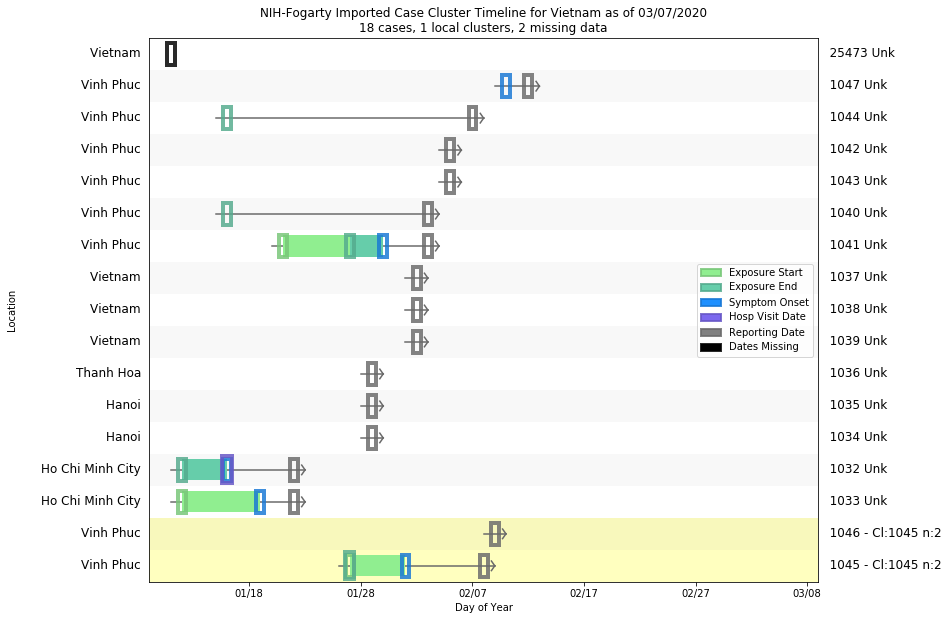 NIH-Fogarty Imported Case Cluster Timeline for Vietnam as of 03/07/2020
18 cases, 1 local clusters, 2 missing data
Vietnam 25473 Unk
Vinh Phuc 1047 Unk
Vinh Phuc 1044 Unk
Vinh Phuc 1042 Unk
Vinh Phuc 1043 Unk
Vinh Phuc 1040 Unk
Vinh Phuc 1041 Unk
Vietnam 1037 Unk
Vietnam 1038 Unk
Vietnam 1039 Unk
Thanh Hoa 1036 Unk
Hanoi 1035 Unk
Hanoi 1034 Unk
Ho Chi Minh City 1032 Unk
Ho Chi Minh City 1033 Unk
Vinh Phuc 1046 - Cl:1045 n:2
Vinh Phuc 1045 - Cl:1045 n:2
Exposure Start
Exposure End
Symptom Onset
Hosp Visit Date
Reporting Date
Dates Missing
Location
01/18 01/28 02/07 02/17 02/27 03/08
Day of Year